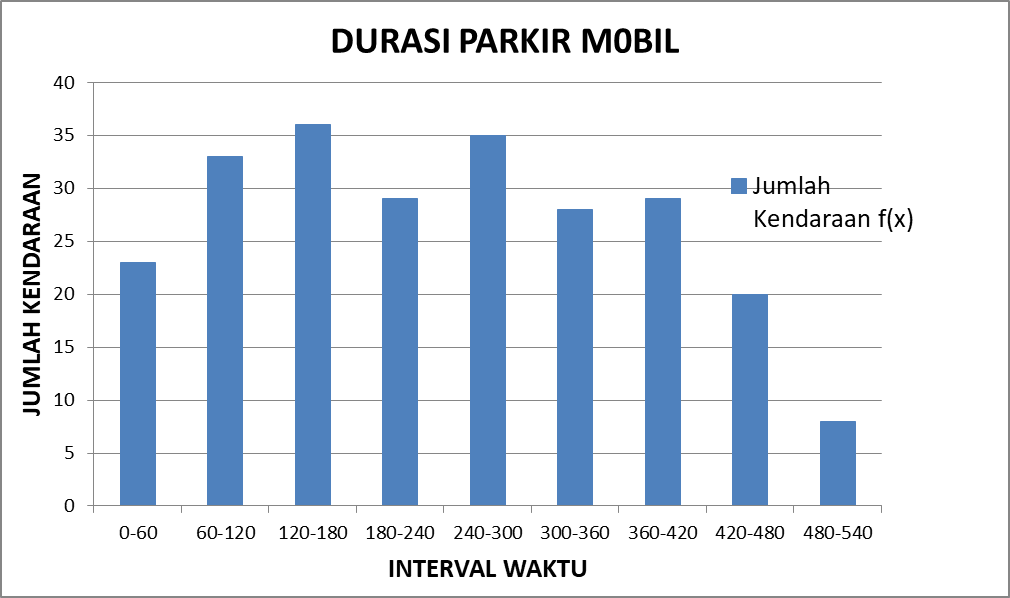 DURASI PARKIR M0BIL
JUMLAH KENDARAAN
40
35
30
25
20
15
10
5
0
0-60 60-120 120-180 180-240 240-300 300-360 360-420 420-480 480-540
INTERVAL WAKTU
Jumlah
Kendaraan f(x)